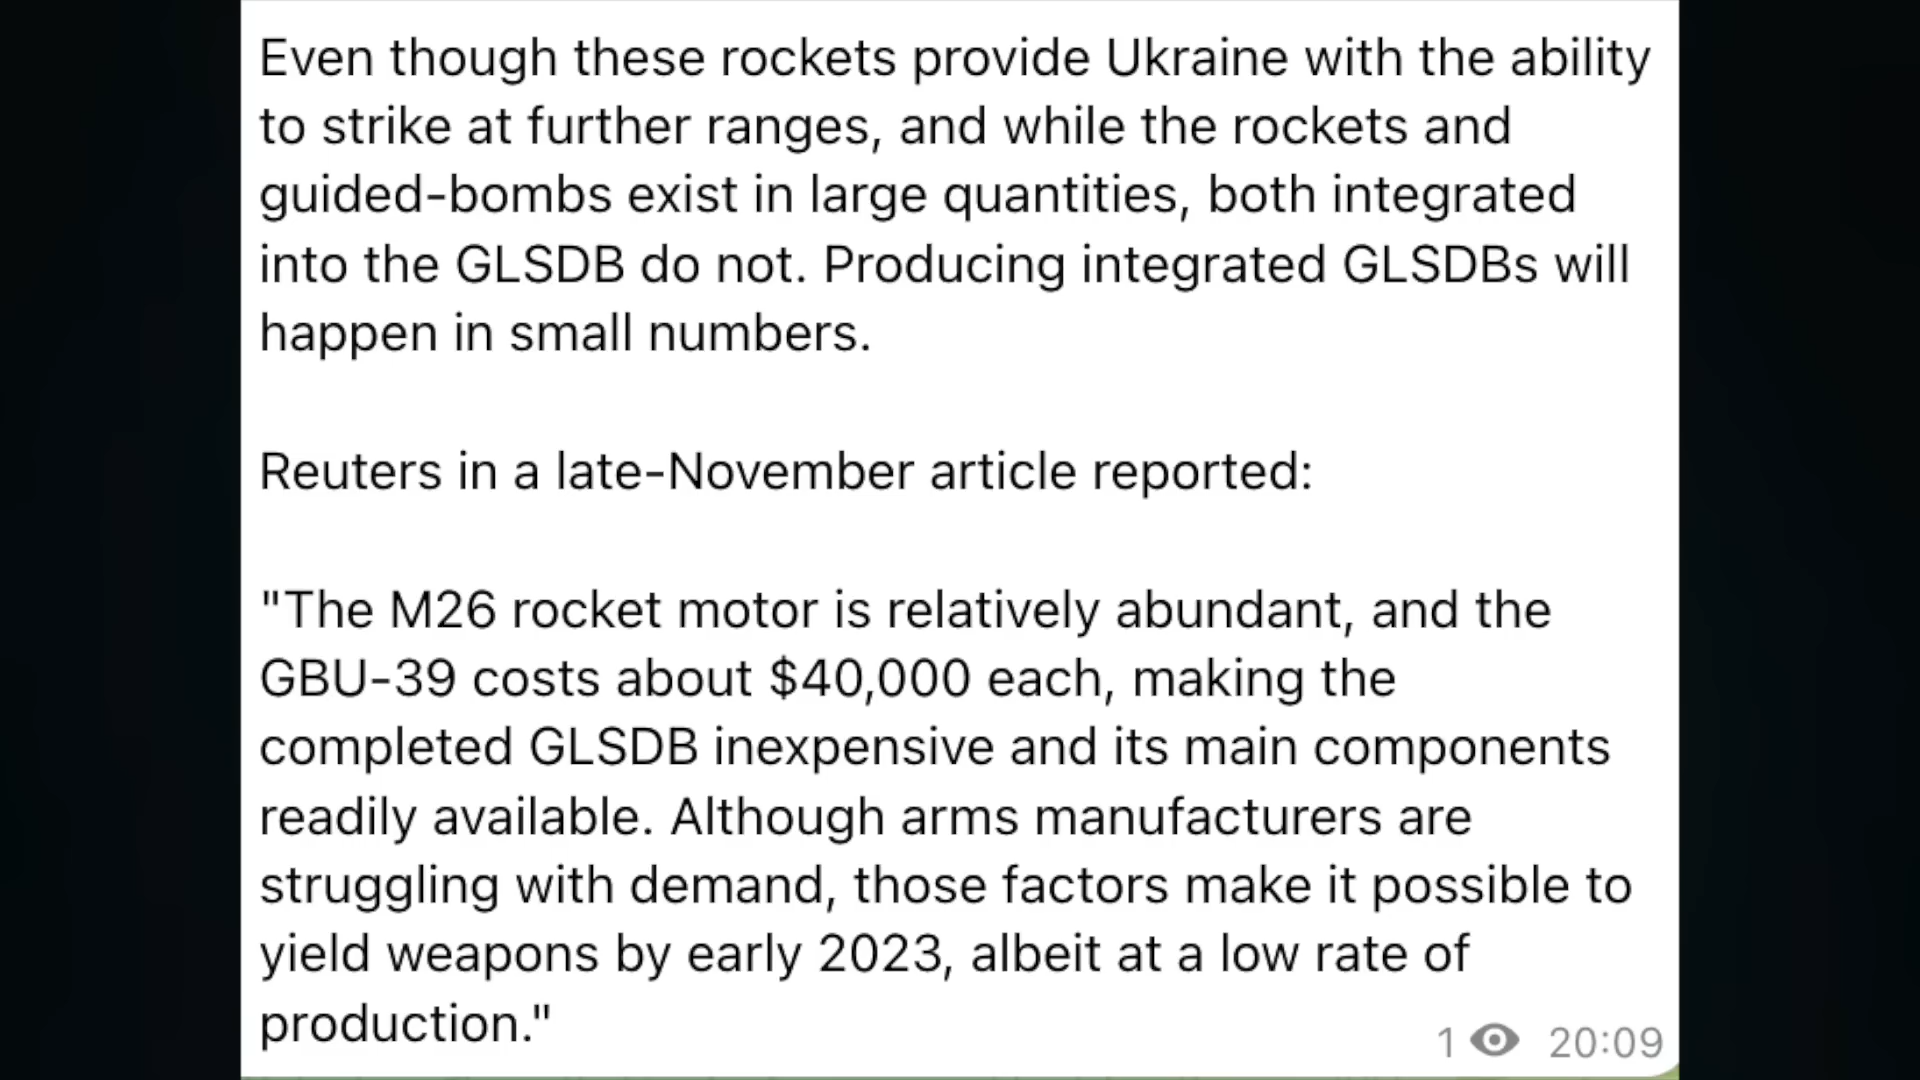 Even though these rockets provide Ukraine with the ability
to strike at further ranges, and while the rockets and
guided-bombs exist in large quantities, both integrated
into the GLSDB do not. Producing integrated GLSDBs will
happen in small numbers.
Reuters in a late-November article reported:
"The M26 rocket motor is relatively abundant, and the
GBU-39 costs about $40,000 each, making the
completed GLSDB inexpensive and its main components
readily available. Although arms manufacturers are
struggling with demand, those factors make it possible to
yield weapons by early 2023, albeit at a low rate of
production."
1 20:09